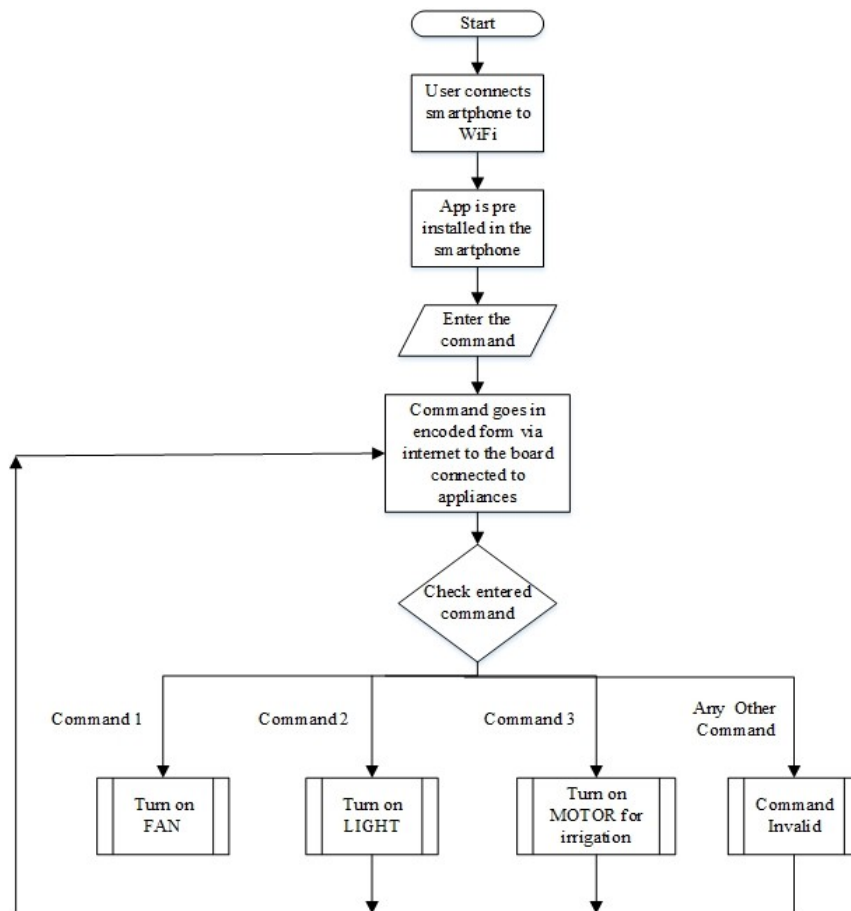 Start
User connects
smartphone to
WiFi
App is pre
installed in the
smartphone
Enter the
command
Command goes in
encoded form via
internet to the board
connected to
appliances
Check entered
command
Command 1
Command 2
Command 3
Any Other
Command
Turn on
FAN
Turn on
LIGHT
Turn on
MOTOR for
irrigation
Command
Invalid